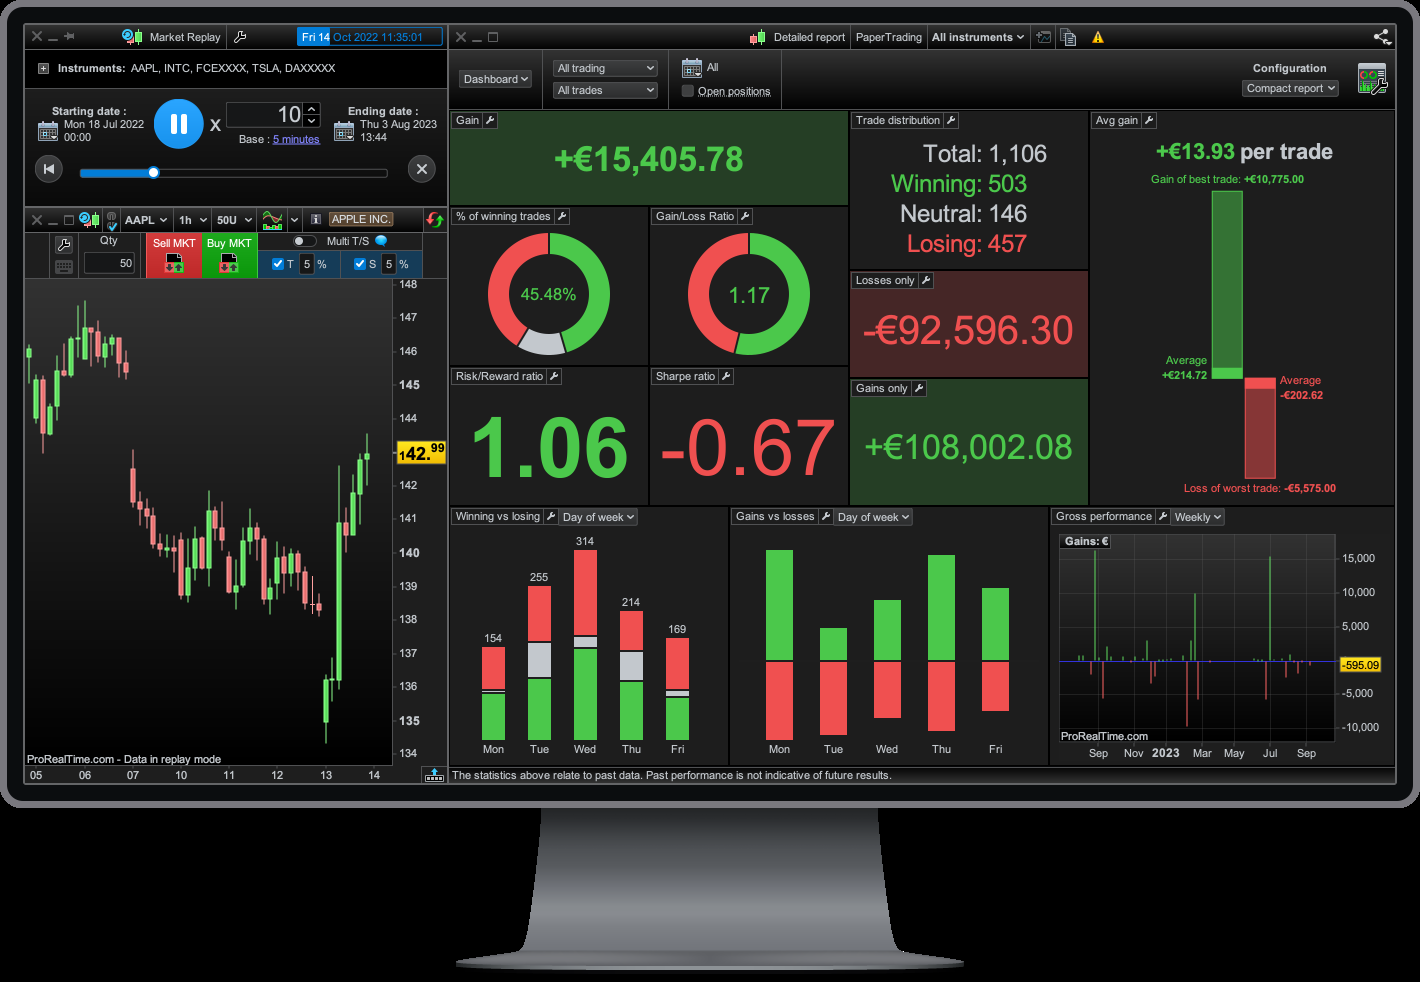 Market Replay
Fri 14 Oct 2022 11:35:01
Instruments: AAPL, INTC, FCEXXXX, TSLA, DAXXXXX
Starting date :
Mon 18 Jul 2022
00:00
X
10
Base : 5 minutes
Ending date :
Thu 3 Aug 2023
13:44
AAPL
1h
50U
APPLE INC.
Qty
50
Sell MKT
Buy MKT
Multi T/S
T 5 %
S 5 %
148
147
146
145
144
142.99
142
141
140
139
138
137
136
135
134
ProRealTime.com - Data in replay mode
05 06 07 10 11 12 13 14
Detailed report
PaperTrading
All instruments
Dashboard
All trading
All trades
All
Open positions
Configuration
Compact report
Gain
+€15,405.78
% of winning trades
45.48%
Gain/Loss Ratio
1.17
Risk/Reward ratio
1.06
Sharpe ratio
-0.67
Trade distribution
Total: 1,106
Winning: 503
Neutral: 146
Losing: 457
Losses only
-€92,596.30
Gains only
+€108,002.08
Avg gain
+€13.93 per trade
Gain of best trade: +€10,775.00
Average
+€214.72
Average
-€202.62
Loss of worst trade: -€5,575.00
Winning vs losing
Day of week
154
255
314
214
169
Mon Tue Wed Thu Fri
Gains vs losses
Day of week
Mon Tue Wed Thu Fri
Gross performance
Weekly
Gains: €
15,000
10,000
5,000
-595.09
-5,000
-10,000
ProRealTime.com
Sep Nov 2023 Mar May Jul Sep
The statistics above relate to past data. Past performance is not indicative of future results.